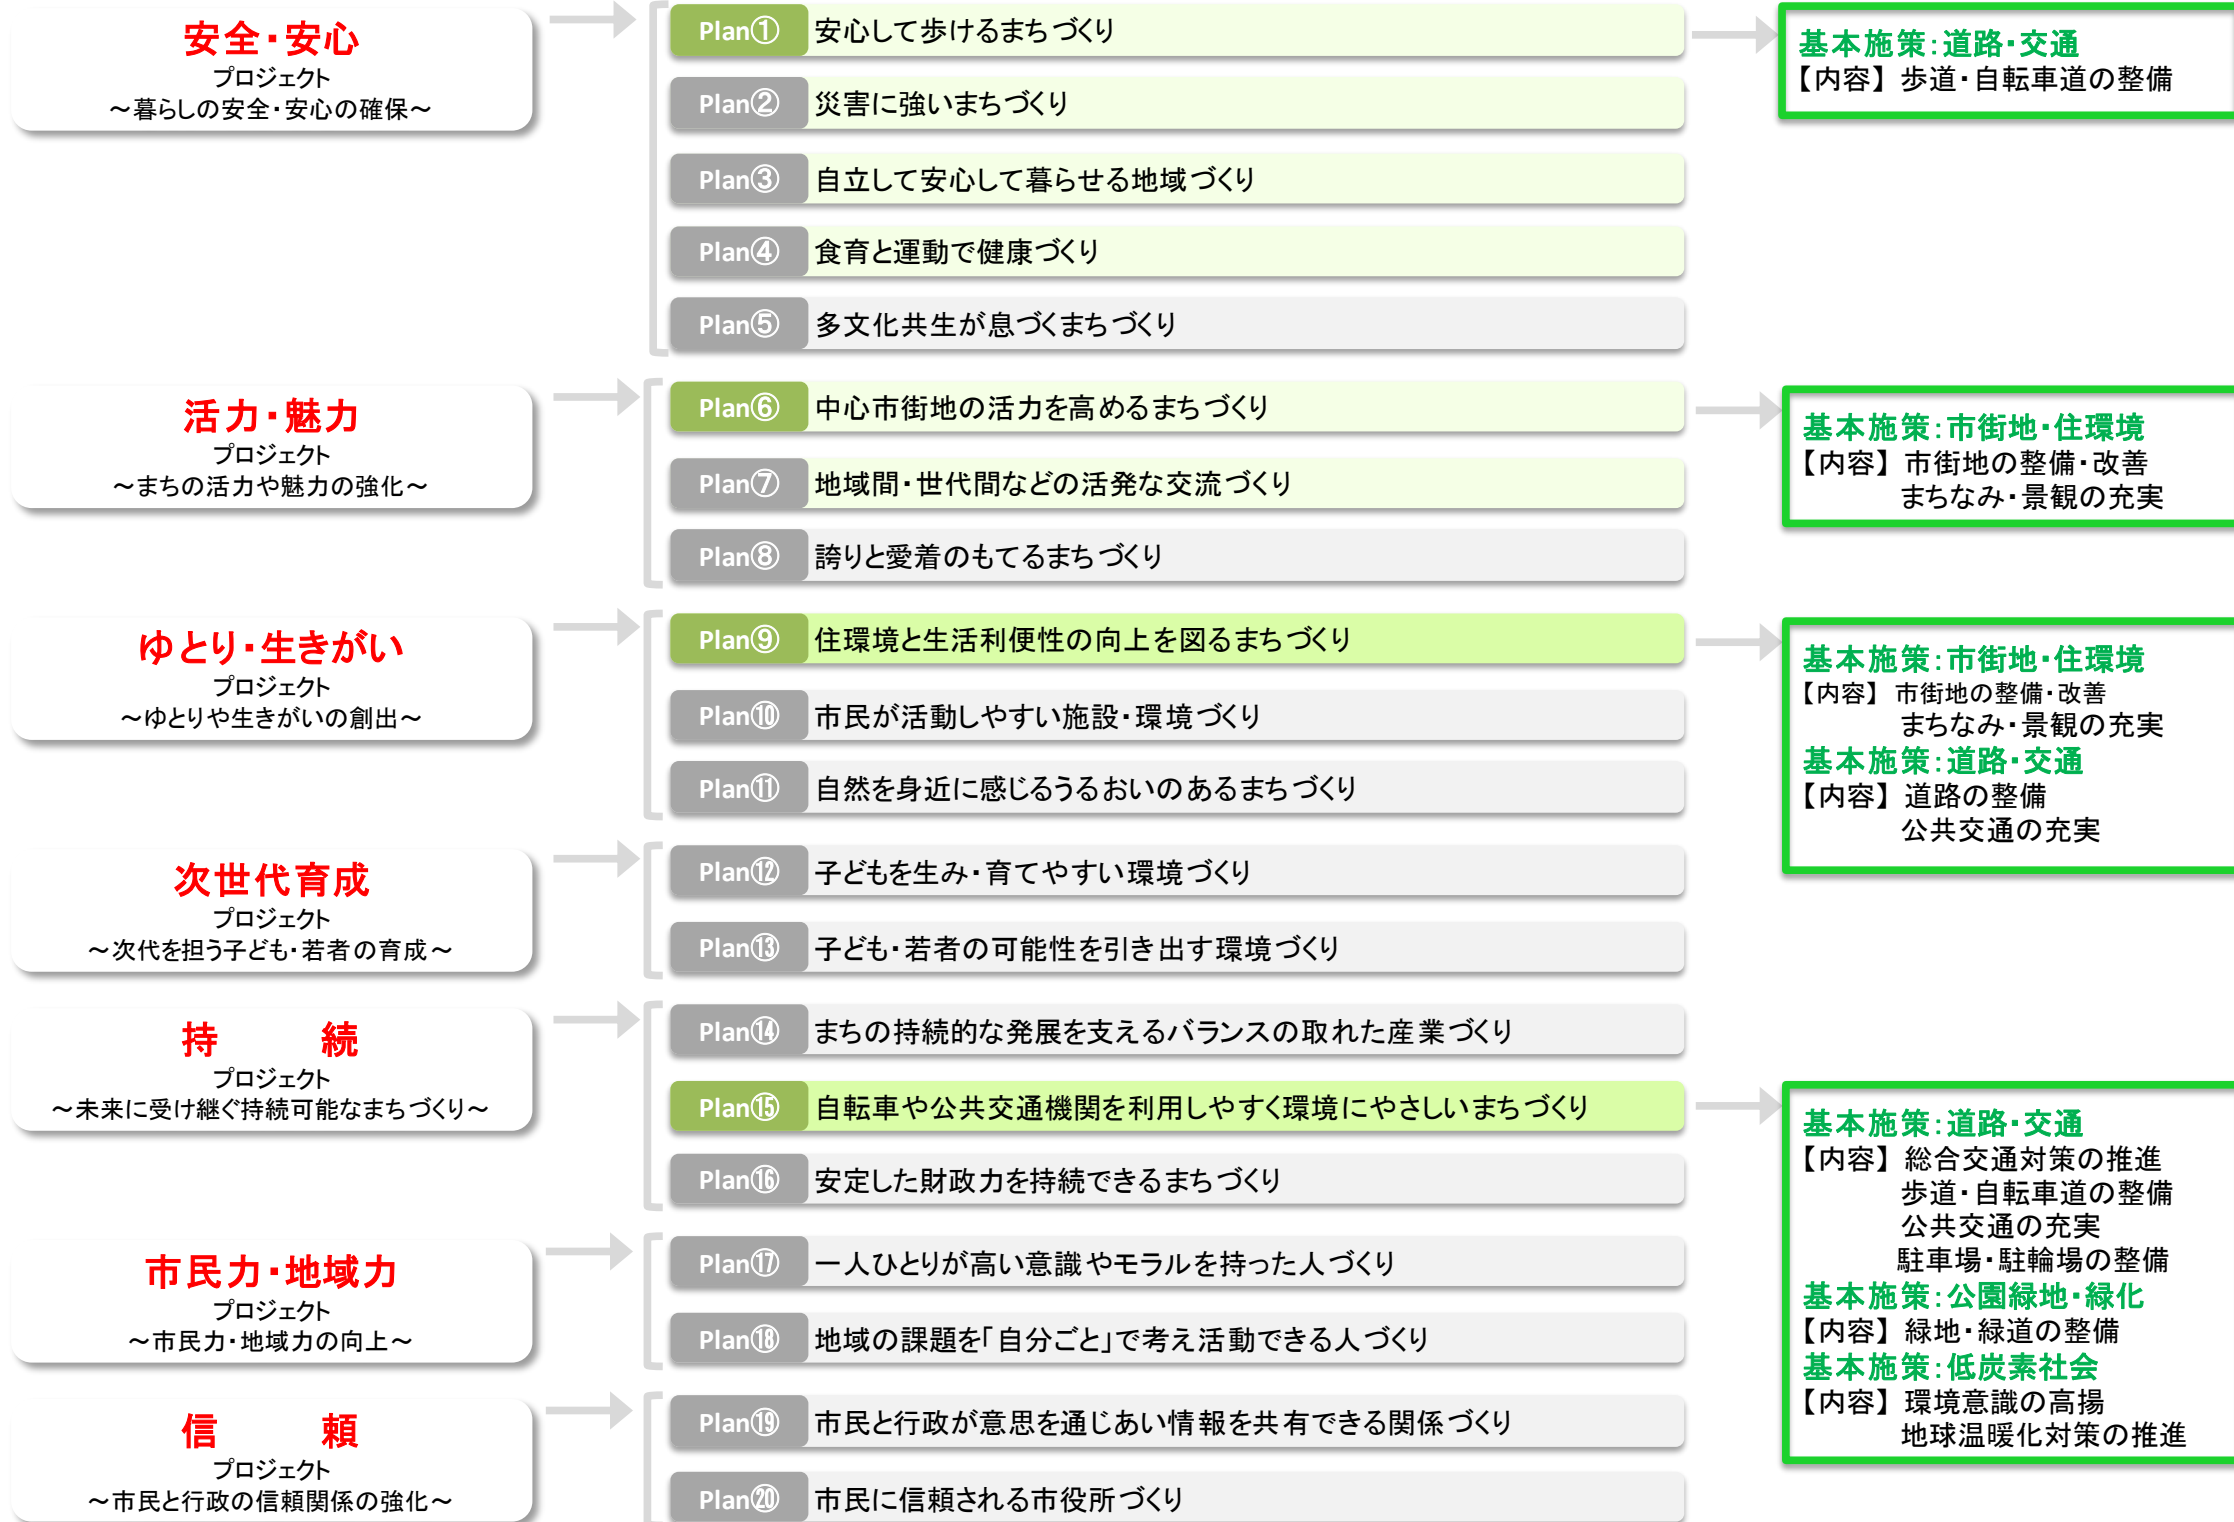 安全・安心
プロジェクト
～暮らしの安全・安心の確保～
Plan① 安心して歩けるまちづくり
Plan② 災害に強いまちづくり
Plan③ 自立して安心して暮らせる地域づくり
Plan④ 食育と運動で健康づくり
Plan⑤ 多文化共生が息づくまちづくり
基本施策：道路・交通
【内容】歩道・自転車道の整備
活力・魅力
プロジェクト
～まちの活力や魅力の強化～
Plan⑥ 中心市街地の活力を高めるまちづくり
Plan⑦ 地域間・世代間などの活発な交流づくり
Plan⑧ 誇りと愛着のもてるまちづくり
基本施策：市街地・住環境
【内容】市街地の整備・改善
まちなみ・景観の充実
ゆとり・生きがい
プロジェクト
～ゆとりや生きがいの創出～
Plan⑨ 住環境と生活利便性の向上を図るまちづくり
Plan⑩ 市民が活動しやすい施設・環境づくり
Plan⑪ 自然を身近に感じるうるおいのあるまちづくり
基本施策：市街地・住環境
【内容】市街地の整備・改善
まちなみ・景観の充実
基本施策：道路・交通
【内容】道路の整備
公共交通の充実
次世代育成
プロジェクト
～次代を担う子ども・若者の育成～
Plan⑫ 子どもを生み・育てやすい環境づくり
Plan⑬ 子ども・若者の可能性を引き出す環境づくり
持　続
プロジェクト
～未来に受け継ぐ持続可能なまちづくり～
Plan⑭ まちの持続的な発展を支えるバランスの取れた産業づくり
Plan⑮ 自転車や公共交通機関を利用しやすく環境にやさしいまちづくり
Plan⑯ 安定した財政力を持続できるまちづくり
基本施策：道路・交通
【内容】総合交通対策の推進
歩道・自転車道の整備
公共交通の充実
駐車場・駐輪場の整備
基本施策：公園緑地・緑化
【内容】緑地・緑道の整備
基本施策：低炭素社会
【内容】環境意識の高揚
地球温暖化対策の推進
市民力・地域力
プロジェクト
～市民力・地域力の向上～
Plan⑰ 一人ひとりが高い意識やモラルを持った人づくり
Plan⑱ 地域の課題を「自分ごと」で考え活動できる人づくり
信　頼
プロジェクト
～市民と行政の信頼関係の強化～
Plan⑲ 市民と行政が意思を通じあい情報を共有できる関係づくり
Plan⑳ 市民に信頼される市役所づくり